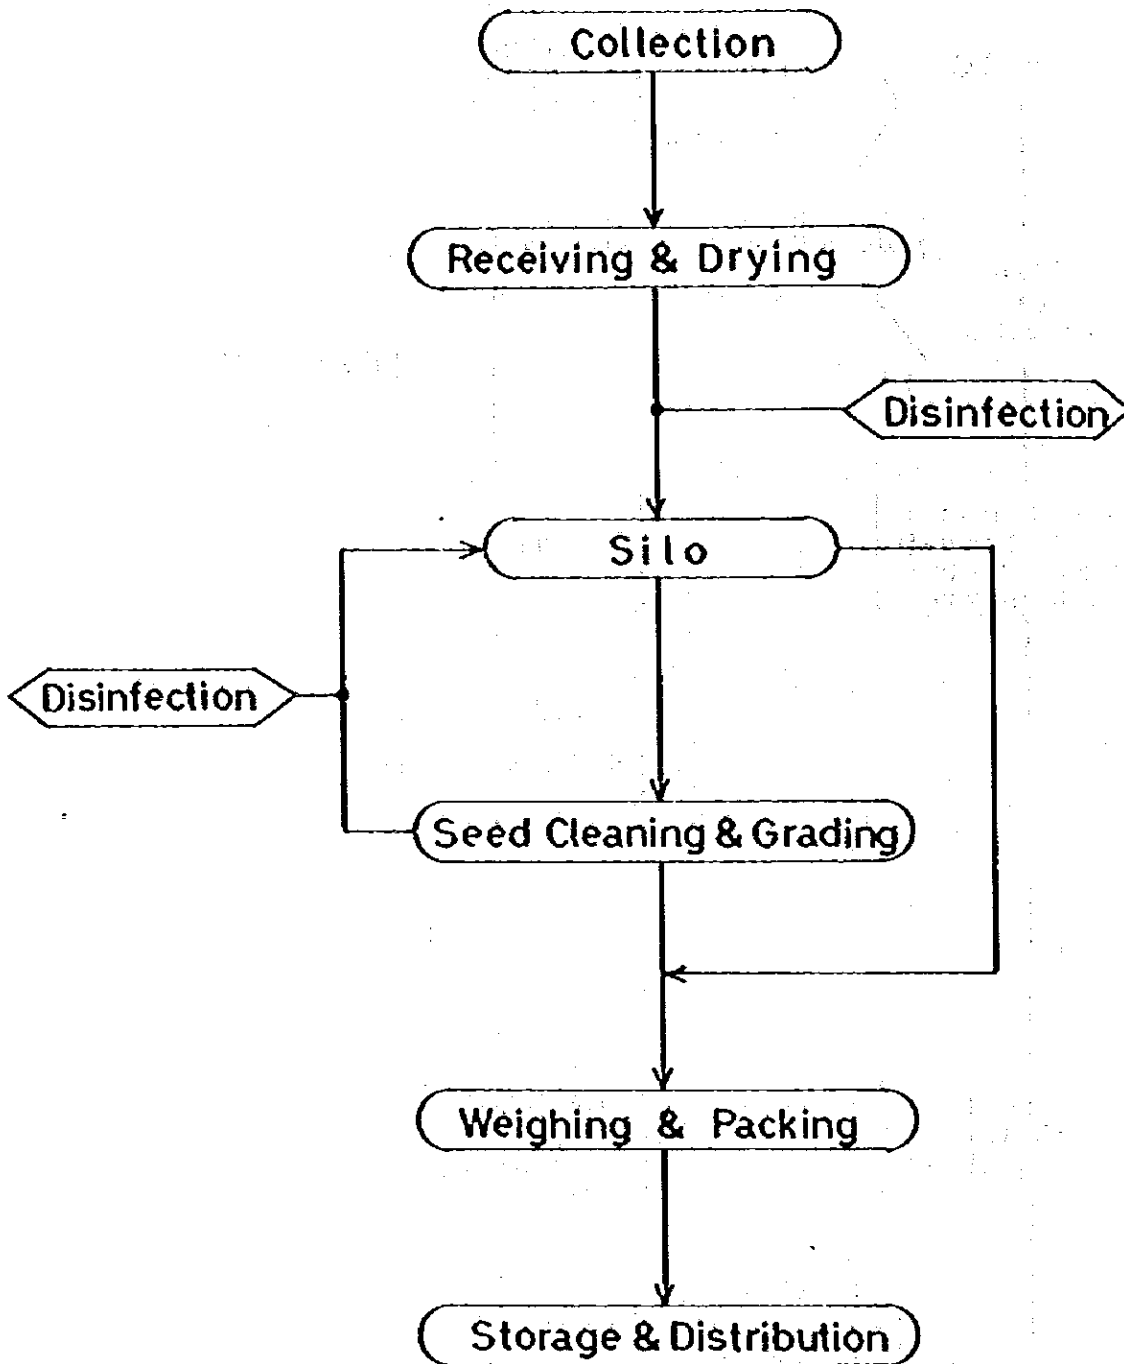 Collection
Receiving & Drying
Disinfection
Silo
Disinfection
Seed Cleaning & Grading
Weighing & Packing
Storage & Distribution